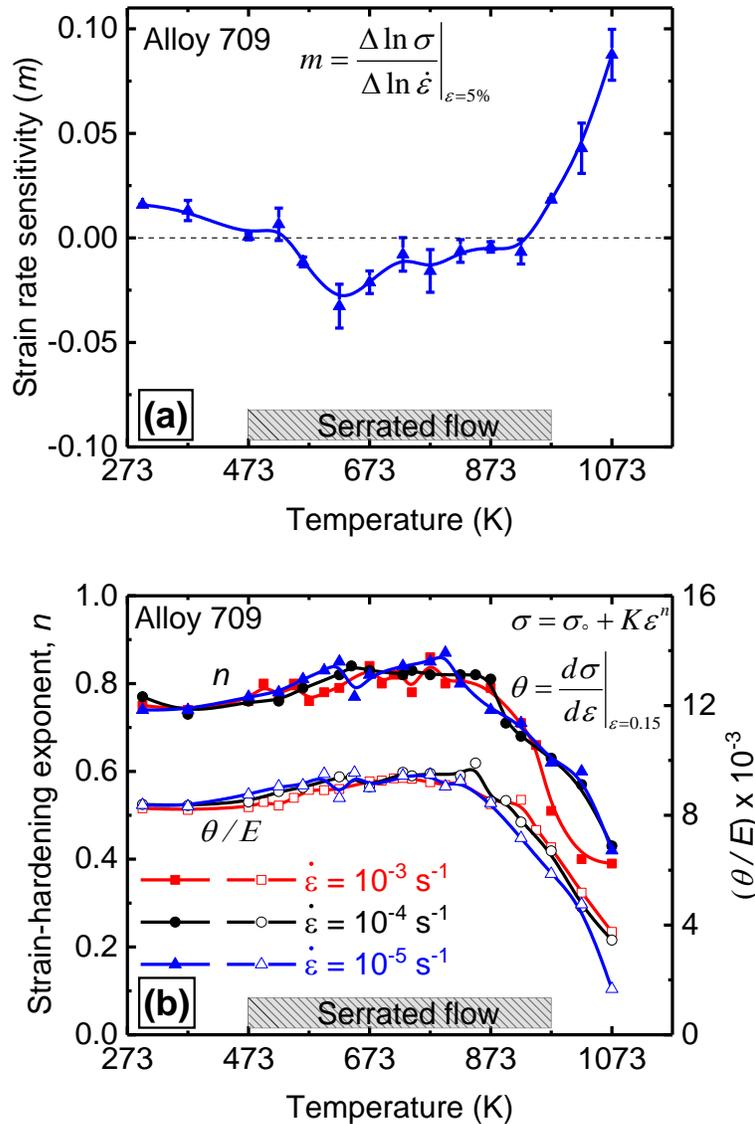 Alloy 709
m = Δ ln σ / Δ ln ε̇ |ε=5%
Strain rate sensitivity (m)
0.10
0.05
0.00
-0.05
-0.10
(a)
Serrated flow
273 473 673 873 1073
Temperature (K)
Alloy 709
σ = σ∘ + Kεⁿ
θ = dσ / dε |ε=0.15
n
θ / E
ε̇ = 10⁻³ s⁻¹
ε̇ = 10⁻⁴ s⁻¹
ε̇ = 10⁻⁵ s⁻¹
Strain-hardening exponent, n
1.0
0.8
0.6
0.4
0.2
0.0
(θ / E) x 10⁻³
16
12
8
4
0
(b)
Serrated flow
273 473 673 873 1073
Temperature (K)